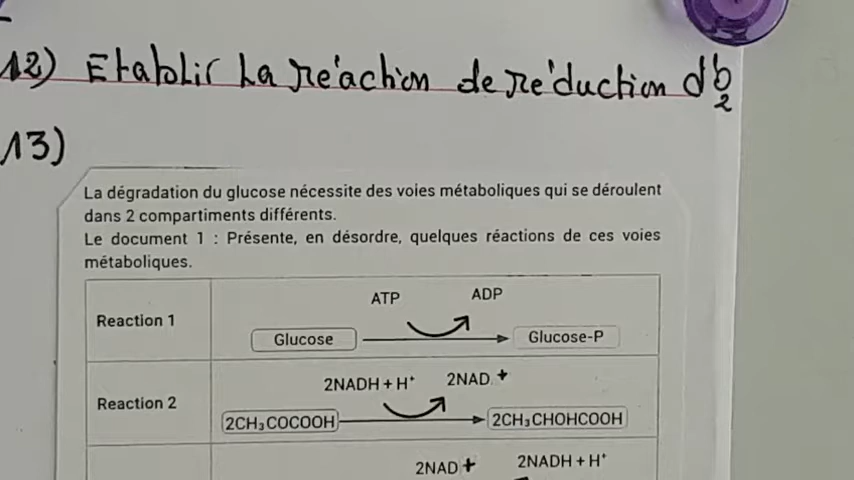 12) Etablir la réaction de réduction d'O₂
13)
La dégradation du glucose nécessite des voies métaboliques qui se déroulent
dans 2 compartiments différents.
Le document 1 : Présente, en désordre, quelques réactions de ces voies
métaboliques.
ATP ADP
Reaction 1
Glucose Glucose-P
2NADH + H⁺ 2NAD +
Reaction 2
2CH₃COCOOH 2CH₃CHOHCOOH
2NAD + 2NADH + H⁺